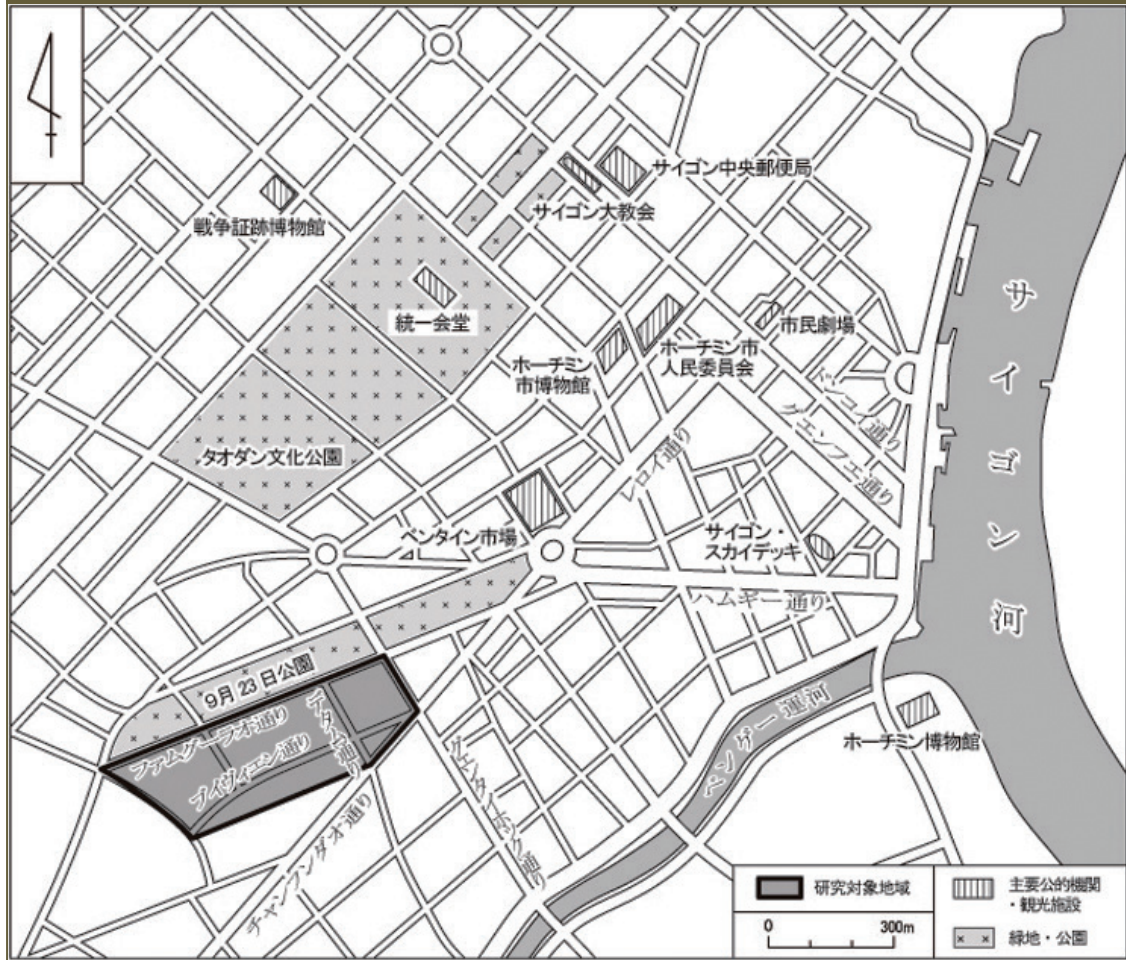 サイゴン中央郵便局
サイゴン大教会
戦争証跡博物館
統一会堂
市民劇場
ホーチミン
市博物館
ホーチミン市
人民委員会
ドンコイ通り
グエンフエ通り
サイゴン河
タオダン文化公園
レロイ通り
ベンタイン市場
サイゴン・
スカイデッキ
ハムギー通り
9月23日公園
ファムグーラオ通り
デタム通り
ブイヴィエン通り
ベンゲー運河
ホーチミン博物館
グエンタイホック通り
チャンフンダオ通り
研究対象地域
0 300m
主要公的機関
・観光施設
緑地・公園